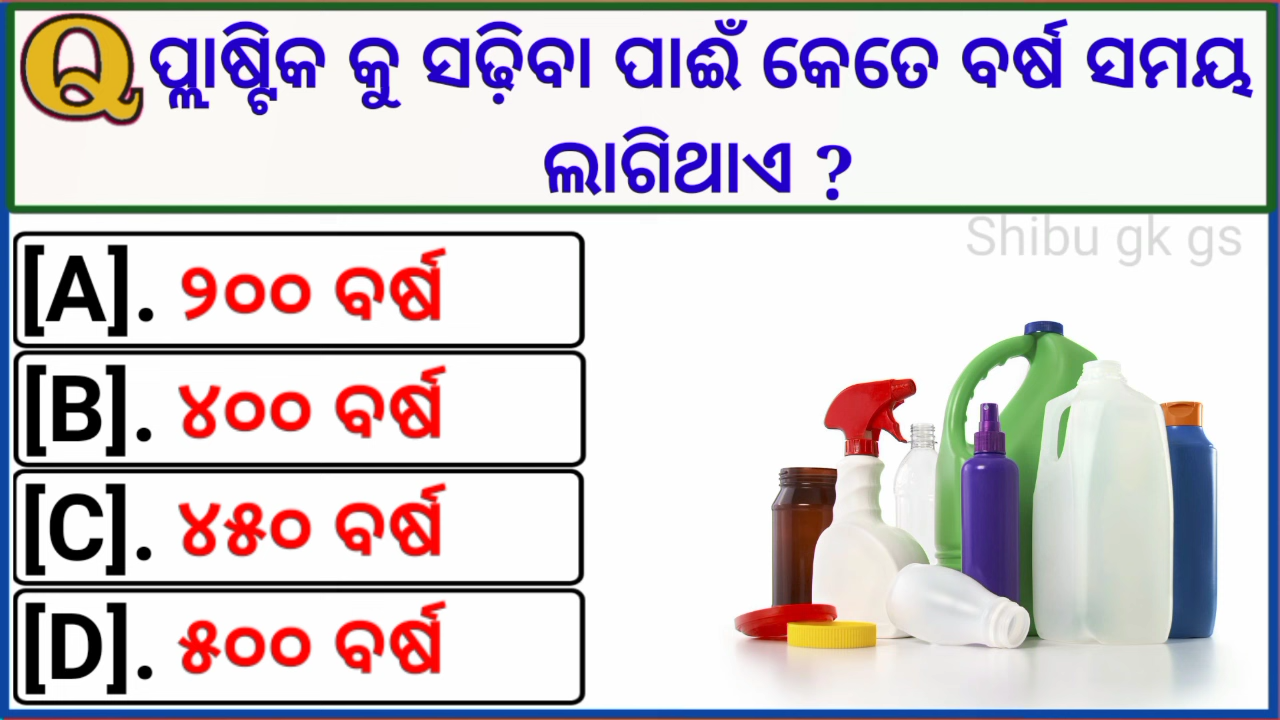 Q ପ୍ଲାଷ୍ଟିକ କୁ ସଢ଼ିବା ପାଇଁ କେତେ ବର୍ଷ ସମୟ
ଲାଗିଥାଏ ?
Shibu gk gs
[A]. ୨୦୦ ବର୍ଷ
[B]. ୪୦୦ ବର୍ଷ
[C]. ୪୫୦ ବର୍ଷ
[D]. ୫୦୦ ବର୍ଷ